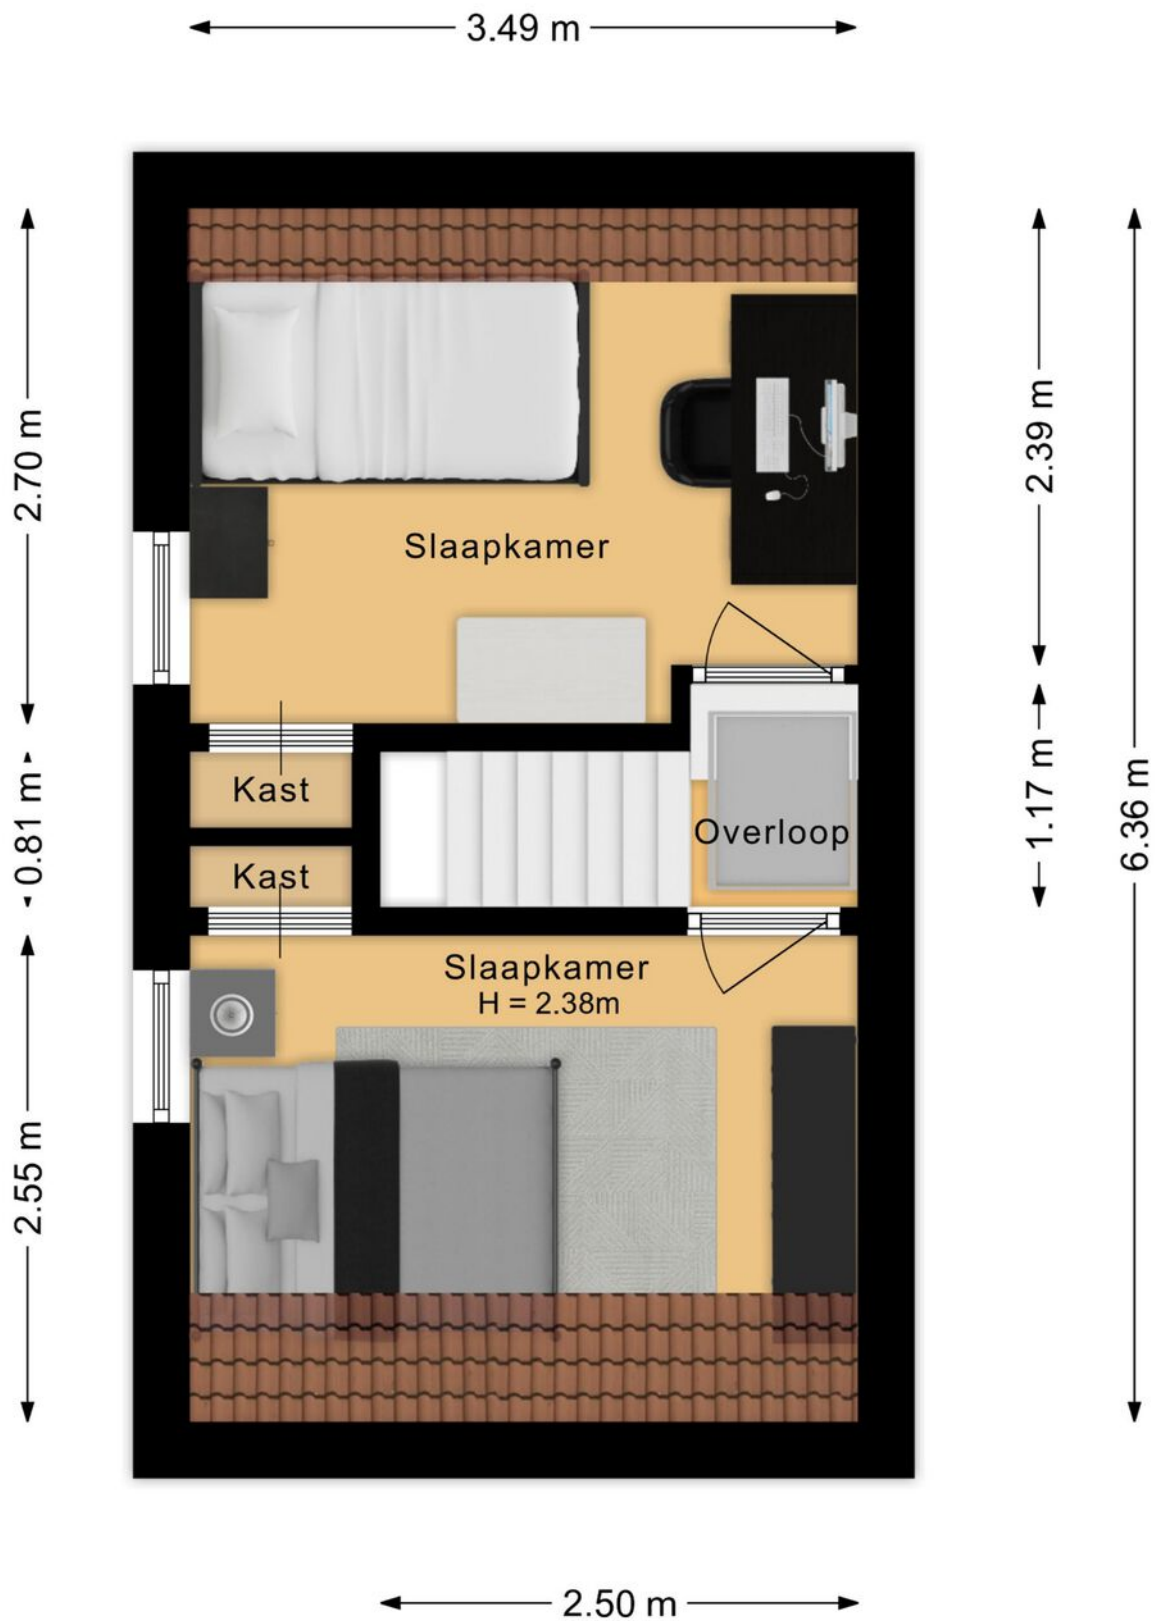 3.49 m
2.70 m
2.39 m
Slaapkamer
Kast
0.81 m
1.17 m
6.36 m
Overloop
Kast
Slaapkamer
H = 2.38m
2.55 m
2.50 m